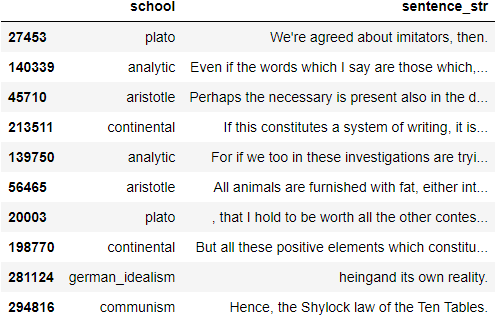 school sentence_str
27453 plato We're agreed about imitators, then.
140339 analytic Even if the words which I say are those which,...
45710 aristotle Perhaps the necessary is present also in the d...
213511 continental If this constitutes a system of writing, it is...
139750 analytic For if we too in these investigations are tryi...
56465 aristotle All animals are furnished with fat, either int...
20003 plato , that I hold to be worth all the other contes...
198770 continental But all these positive elements which constitu...
281124 german_idealism heingand its own reality.
294816 communism Hence, the Shylock law of the Ten Tables.